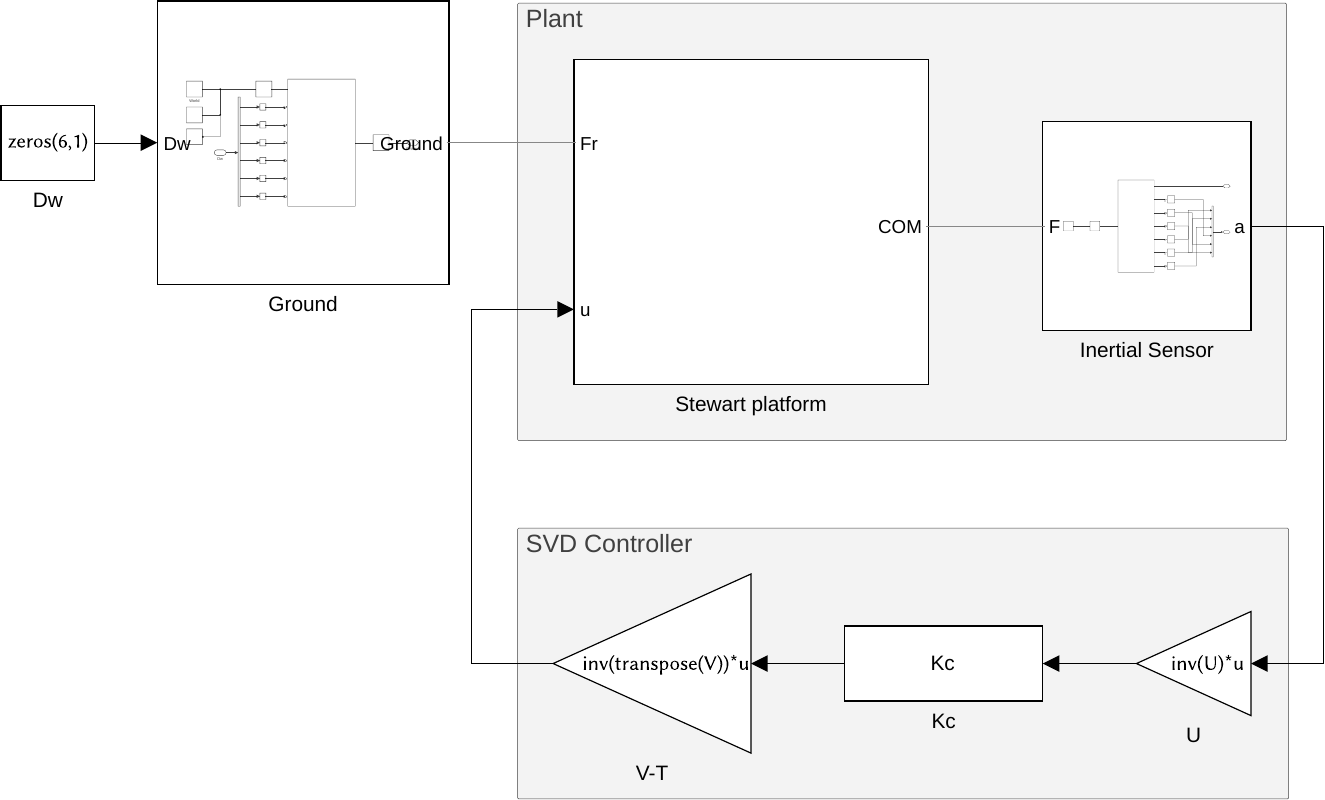 Plant
zeros(6,1)
Dw
Dw
Ground
Ground
Fr
u
COM
Stewart platform
F
a
Inertial Sensor
SVD Controller
inv(transpose(V))*u
V-T
Kc
Kc
inv(U)*u
U